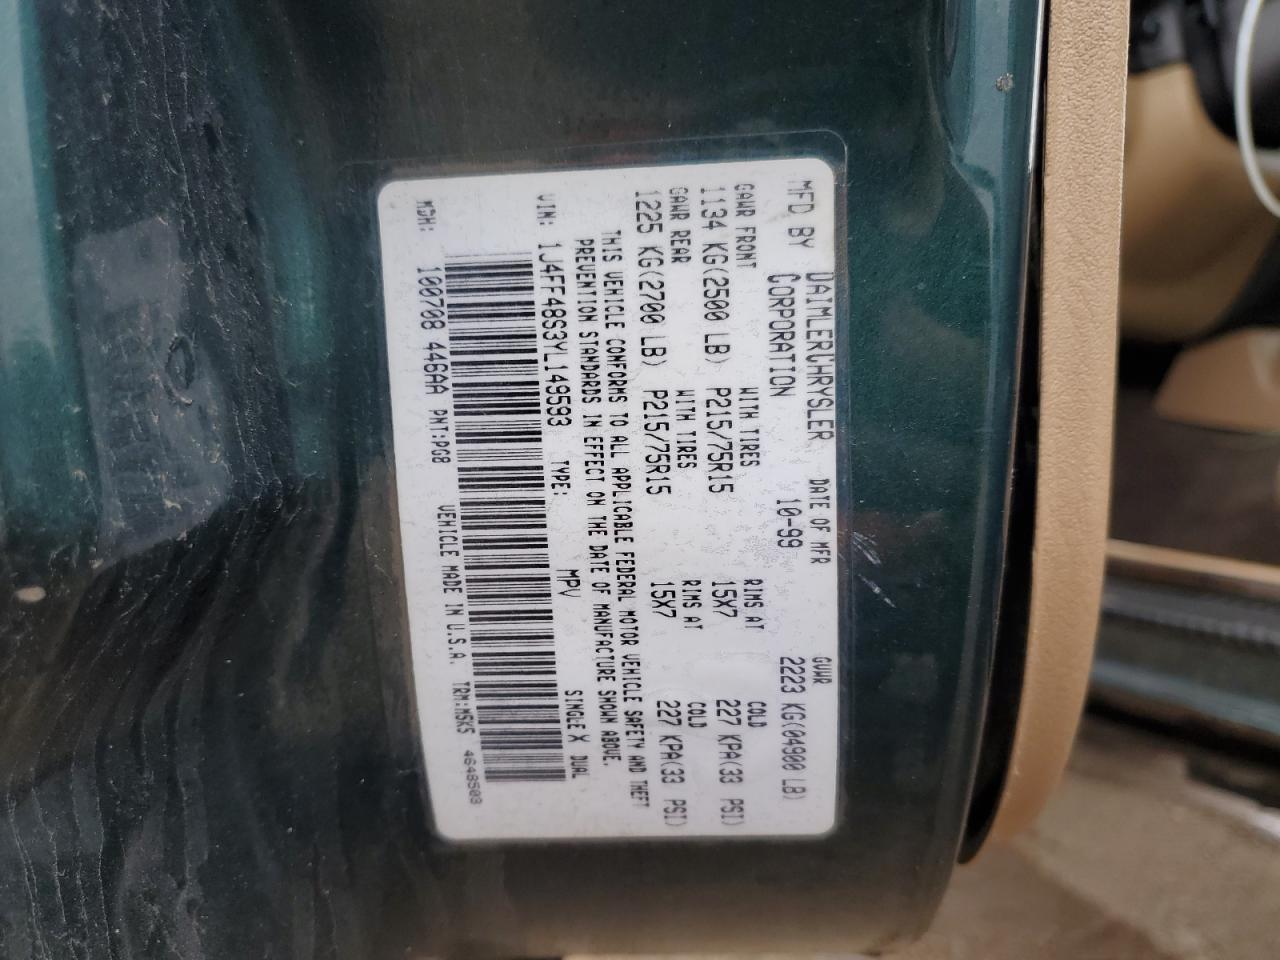 MFD BY DAIMLERCHRYSLER CORPORATION DATE OF MFR 10-99 GVWR 2223 KG(04900 LB)
GAWR FRONT WITH TIRES RIMS AT COLD
1134 KG(2500 LB) P215/75R15 15X7 227 KPA(33 PSI)
GAWR REAR WITH TIRES RIMS AT COLD
1225 KG(2700 LB) P215/75R15 15X7 227 KPA(33 PSI)
THIS VEHICLE CONFORMS TO ALL APPLICABLE FEDERAL MOTOR VEHICLE SAFETY AND THEFT
PREVENTION STANDARDS IN EFFECT ON THE DATE OF MANUFACTURE SHOWN ABOVE.
VIN: 1J4FF48S3YL149593 TYPE: MPV SINGLE X DUAL
MDH: 100708 446AA PNT:PG8 VEHICLE MADE IN U.S.A. TRM:MSK5 4648503